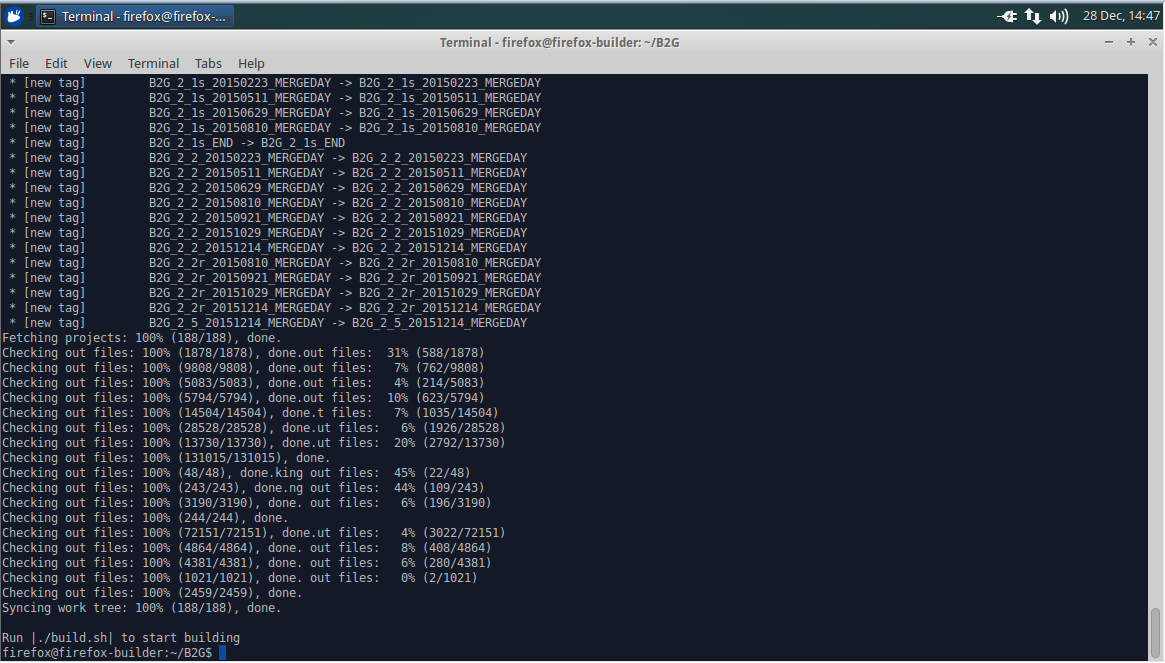 Terminal - firefox@firefox-... 28 Dec, 14:47
Terminal - firefox@firefox-builder: ~/B2G
File Edit View Terminal Tabs Help
 * [new tag]         B2G_2_1s_20150223_MERGEDAY -> B2G_2_1s_20150223_MERGEDAY
 * [new tag]         B2G_2_1s_20150511_MERGEDAY -> B2G_2_1s_20150511_MERGEDAY
 * [new tag]         B2G_2_1s_20150629_MERGEDAY -> B2G_2_1s_20150629_MERGEDAY
 * [new tag]         B2G_2_1s_20150810_MERGEDAY -> B2G_2_1s_20150810_MERGEDAY
 * [new tag]         B2G_2_1s_END -> B2G_2_1s_END
 * [new tag]         B2G_2_2_20150223_MERGEDAY -> B2G_2_2_20150223_MERGEDAY
 * [new tag]         B2G_2_2_20150511_MERGEDAY -> B2G_2_2_20150511_MERGEDAY
 * [new tag]         B2G_2_2_20150629_MERGEDAY -> B2G_2_2_20150629_MERGEDAY
 * [new tag]         B2G_2_2_20150810_MERGEDAY -> B2G_2_2_20150810_MERGEDAY
 * [new tag]         B2G_2_2_20150921_MERGEDAY -> B2G_2_2_20150921_MERGEDAY
 * [new tag]         B2G_2_2_20151029_MERGEDAY -> B2G_2_2_20151029_MERGEDAY
 * [new tag]         B2G_2_2_20151214_MERGEDAY -> B2G_2_2_20151214_MERGEDAY
 * [new tag]         B2G_2_2r_20150810_MERGEDAY -> B2G_2_2r_20150810_MERGEDAY
 * [new tag]         B2G_2_2r_20150921_MERGEDAY -> B2G_2_2r_20150921_MERGEDAY
 * [new tag]         B2G_2_2r_20151029_MERGEDAY -> B2G_2_2r_20151029_MERGEDAY
 * [new tag]         B2G_2_2r_20151214_MERGEDAY -> B2G_2_2r_20151214_MERGEDAY
 * [new tag]         B2G_2_5_20151214_MERGEDAY -> B2G_2_5_20151214_MERGEDAY
Fetching projects: 100% (188/188), done.
Checking out files: 100% (1878/1878), done.out files:  31% (588/1878)
Checking out files: 100% (9808/9808), done.out files:   7% (762/9808)
Checking out files: 100% (5083/5083), done.out files:   4% (214/5083)
Checking out files: 100% (5794/5794), done.out files:  10% (623/5794)
Checking out files: 100% (14504/14504), done.t files:   7% (1035/14504)
Checking out files: 100% (28528/28528), done.ut files:   6% (1926/28528)
Checking out files: 100% (13730/13730), done.ut files:  20% (2792/13730)
Checking out files: 100% (131015/131015), done.
Checking out files: 100% (48/48), done.king out files:  45% (22/48)
Checking out files: 100% (243/243), done.ng out files:  44% (109/243)
Checking out files: 100% (3190/3190), done. out files:   6% (196/3190)
Checking out files: 100% (244/244), done.
Checking out files: 100% (72151/72151), done.ut files:   4% (3022/72151)
Checking out files: 100% (4864/4864), done. out files:   8% (408/4864)
Checking out files: 100% (4381/4381), done. out files:   6% (280/4381)
Checking out files: 100% (1021/1021), done. out files:   0% (2/1021)
Checking out files: 100% (2459/2459), done.
Syncing work tree: 100% (188/188), done.
Run |./build.sh| to start building
firefox@firefox-builder:~/B2G$